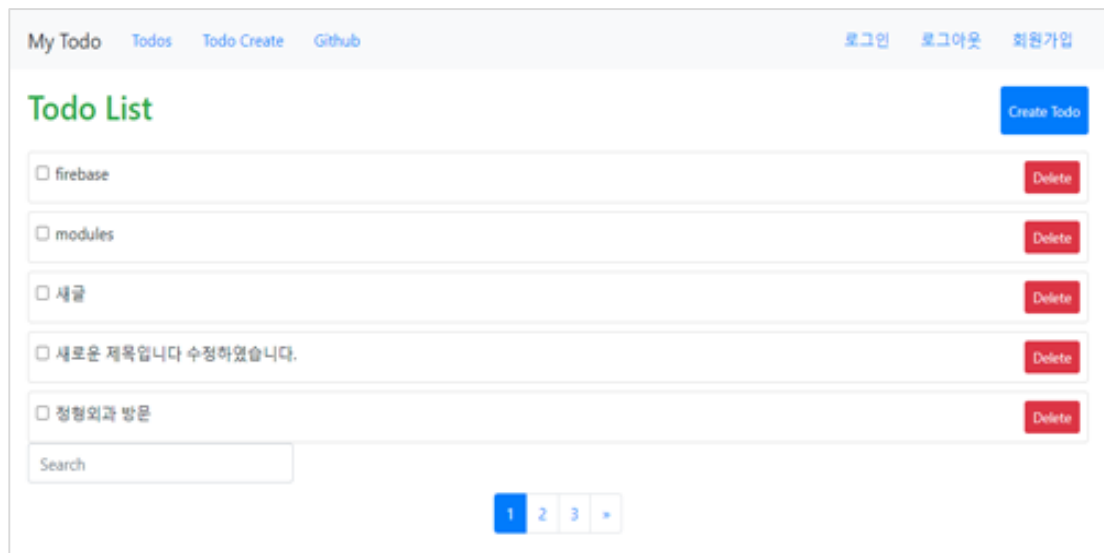 My Todo Todos Todo Create Github 로그인 로그아웃 회원가입
Todo List Create Todo
firebase Delete
modules Delete
새글 Delete
새로운 제목입니다 수정하였습니다. Delete
정형외과 방문 Delete
Search
1 2 3 »